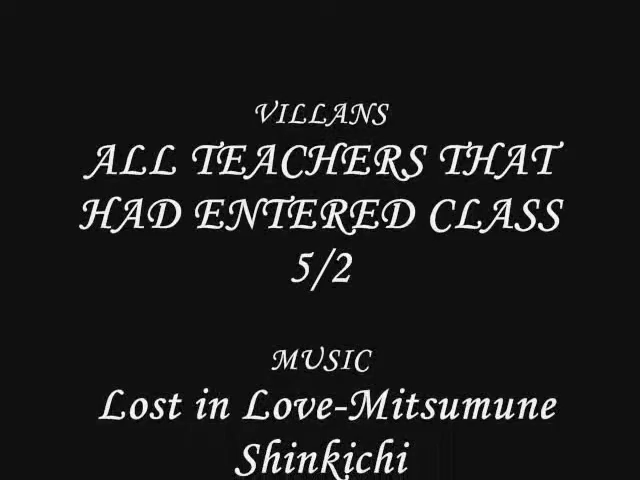 VILLANS
ALL TEACHERS THAT
HAD ENTERED CLASS
5/2
MUSIC
Lost in Love-Mitsumune
Shinkichi